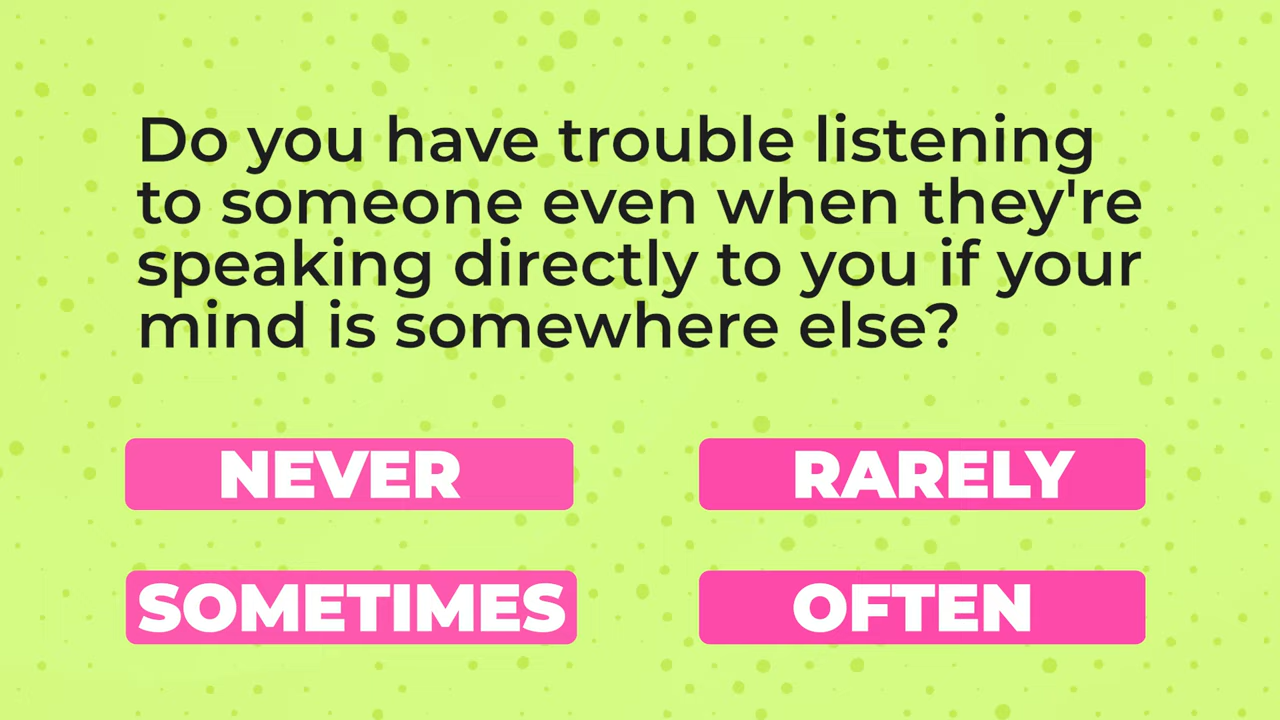 Do you have trouble listening
to someone even when they're
speaking directly to you if your
mind is somewhere else?
NEVER
RARELY
SOMETIMES
OFTEN